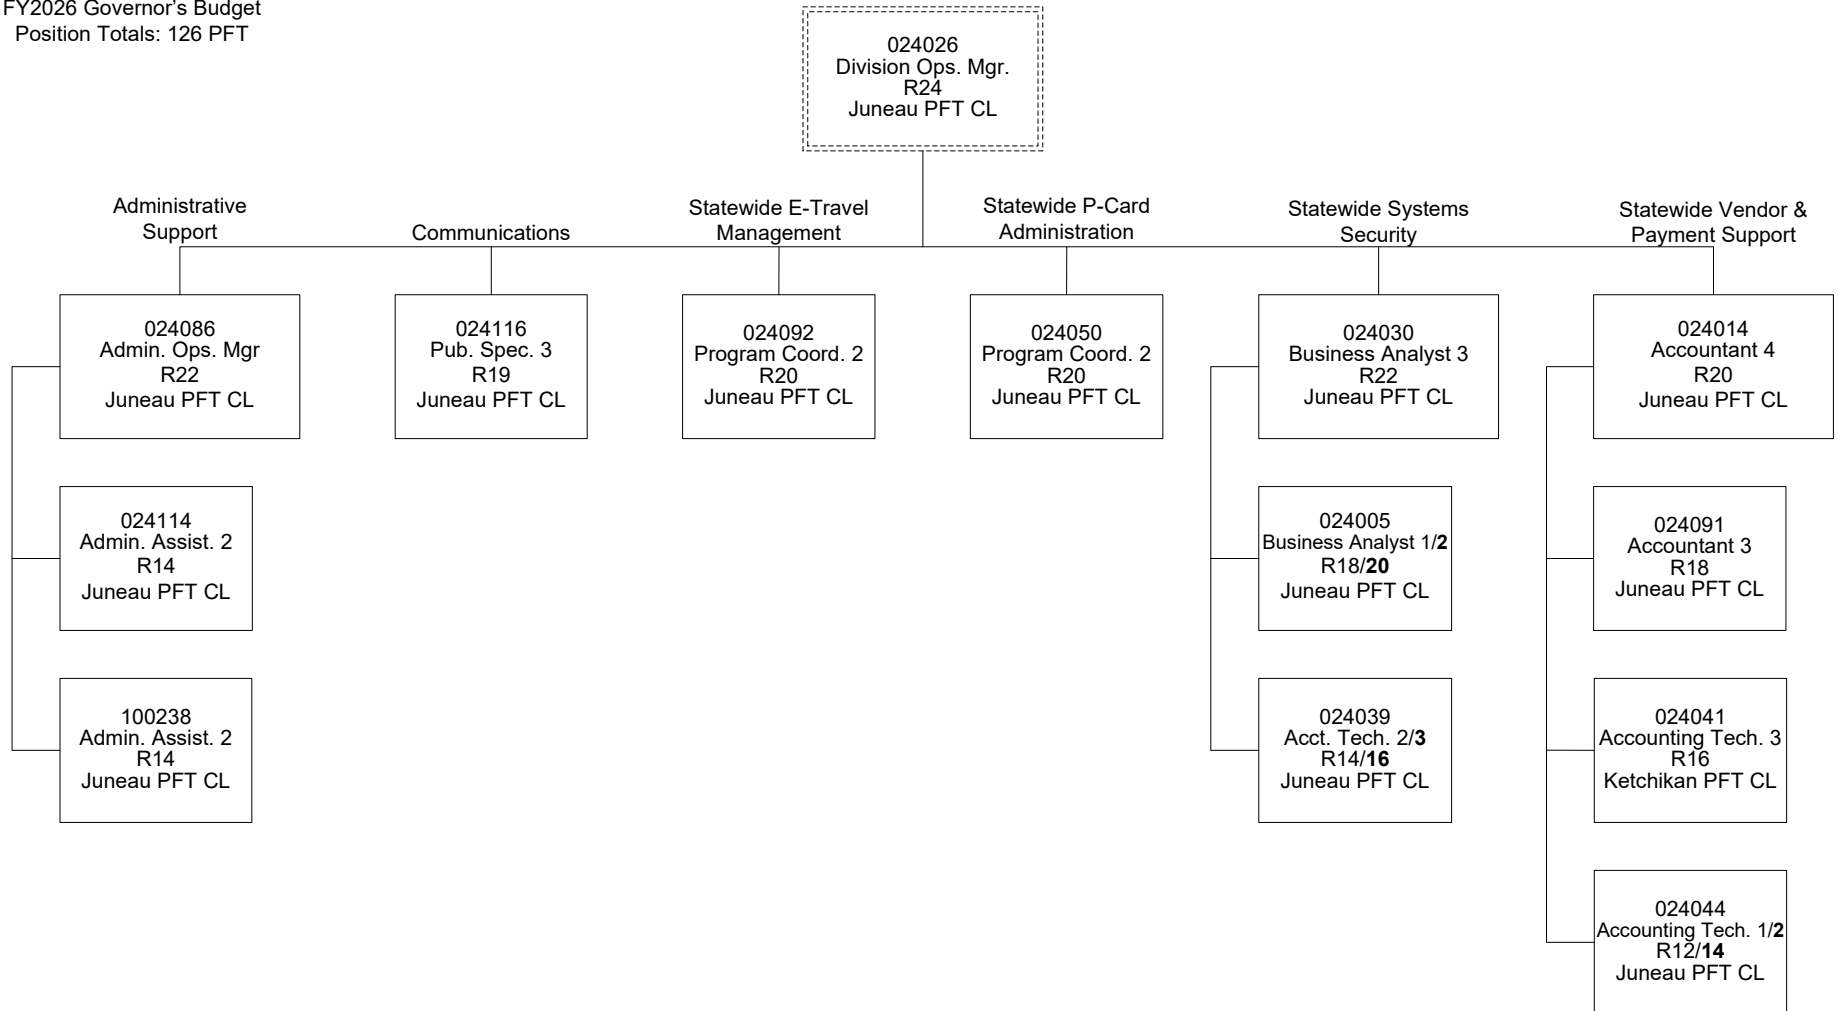 FY2026 Governor’s Budget
Position Totals: 126 PFT
024026
Division Ops. Mgr.
R24
Juneau PFT CL
Administrative
Support
Communications
Statewide E-Travel
Management
Statewide P-Card
Administration
Statewide Systems
Security
Statewide Vendor &
Payment Support
024086
Admin. Ops. Mgr
R22
Juneau PFT CL
024116
Pub. Spec. 3
R19
Juneau PFT CL
024092
Program Coord. 2
R20
Juneau PFT CL
024050
Program Coord. 2
R20
Juneau PFT CL
024030
Business Analyst 3
R22
Juneau PFT CL
024014
Accountant 4
R20
Juneau PFT CL
024114
Admin. Assist. 2
R14
Juneau PFT CL
024005
Business Analyst 1/2
R18/20
Juneau PFT CL
024091
Accountant 3
R18
Juneau PFT CL
100238
Admin. Assist. 2
R14
Juneau PFT CL
024039
Acct. Tech. 2/3
R14/16
Juneau PFT CL
024041
Accounting Tech. 3
R16
Ketchikan PFT CL
024044
Accounting Tech. 1/2
R12/14
Juneau PFT CL